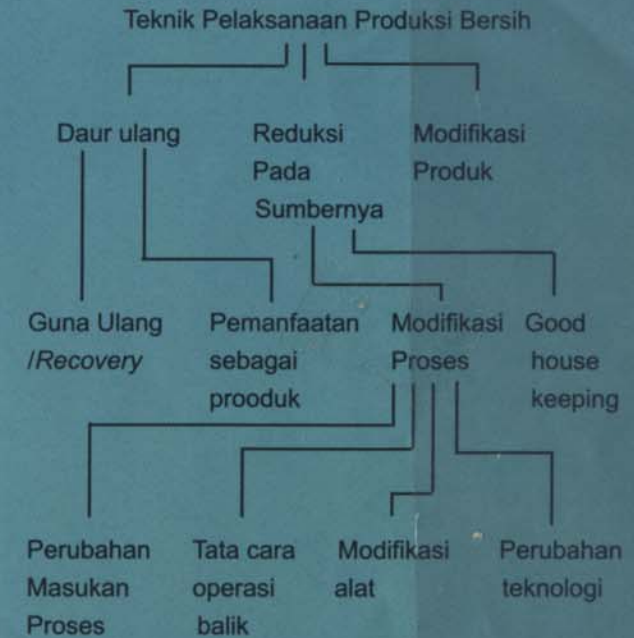 Teknik Pelaksanaan Produksi Bersih
Daur ulang
Reduksi
Pada
Sumbernya
Modifikasi
Produk
Guna Ulang
/Recovery
Pemanfaatan
sebagai
prooduk
Modifikasi
Proses
Good
house
keeping
Perubahan
Masukan
Proses
Tata cara
operasi
balik
Modifikasi
alat
Perubahan
teknologi